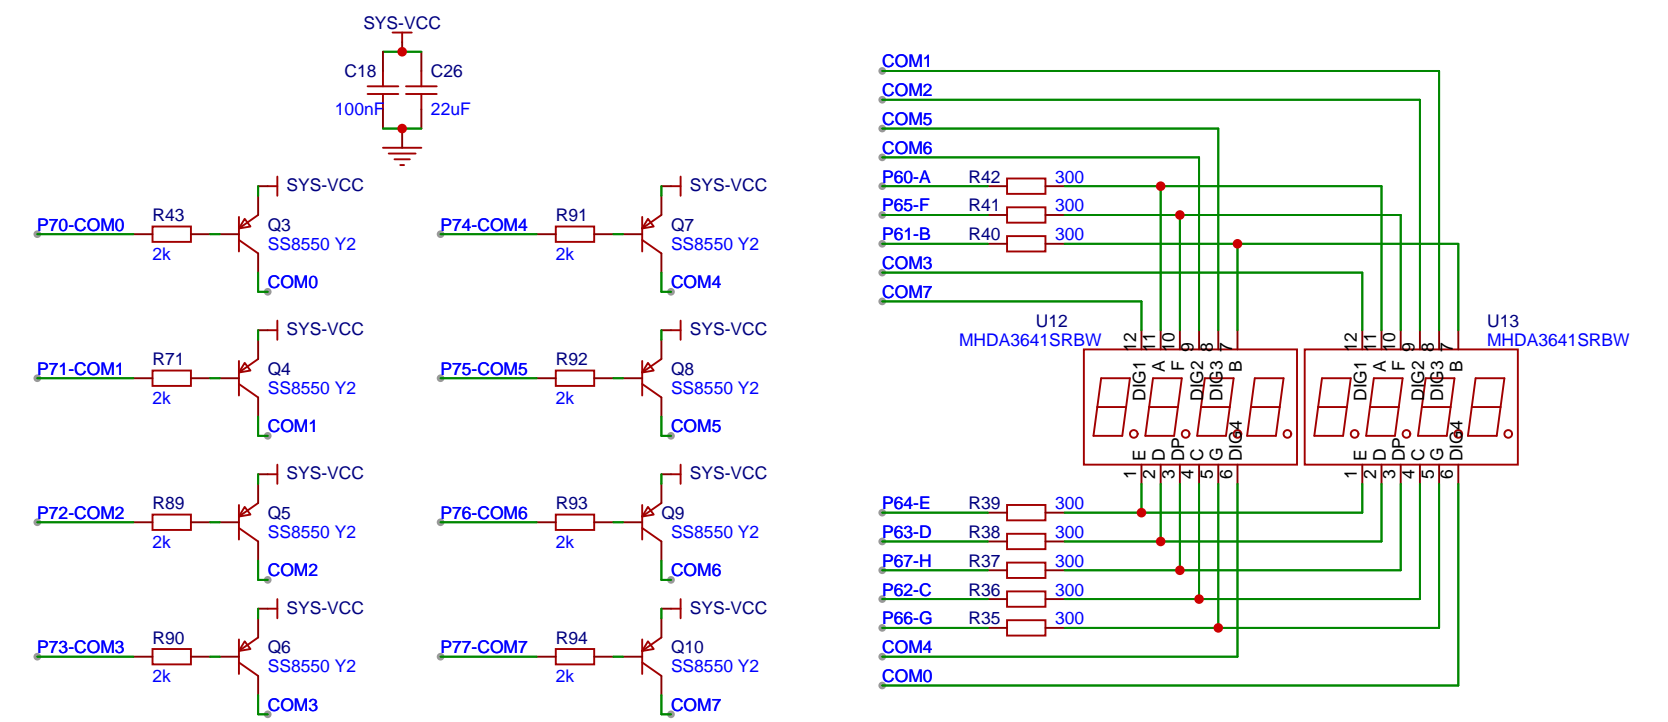 SYS-VCC
C18
C26
100nF
22uF
SYS-VCC
P70-COM0
R43
2k
Q3
SS8550 Y2
COM0
SYS-VCC
P74-COM4
R91
2k
Q7
SS8550 Y2
COM4
SYS-VCC
P71-COM1
R71
2k
Q4
SS8550 Y2
COM1
SYS-VCC
P75-COM5
R92
2k
Q8
SS8550 Y2
COM5
SYS-VCC
P72-COM2
R89
2k
Q5
SS8550 Y2
COM2
SYS-VCC
P76-COM6
R93
2k
Q9
SS8550 Y2
COM6
SYS-VCC
P73-COM3
R90
2k
Q6
SS8550 Y2
COM3
SYS-VCC
P77-COM7
R94
2k
Q10
SS8550 Y2
COM7
COM1
COM2
COM5
COM6
P60-A R42 300
P65-F R41 300
P61-B R40 300
COM3
COM7
U12
MHDA3641SRBW
12 11 10 9 8 7
DIG1 A F DIG2 DIG3 B
E D DP C G DIG4
1 2 3 4 5 6
U13
MHDA3641SRBW
12 11 10 9 8 7
DIG1 A F DIG2 DIG3 B
E D DP C G DIG4
1 2 3 4 5 6
P64-E R39 300
P63-D R38 300
P67-H R37 300
P62-C R36 300
P66-G R35 300
COM4
COM0